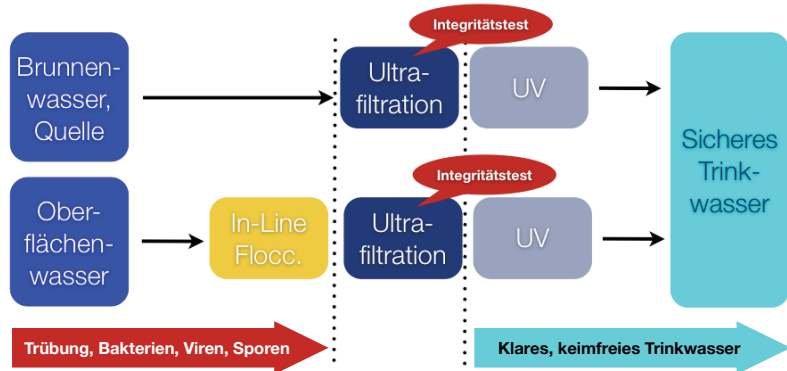 Integritätstest
Brunnen-
wasser,
Quelle
Ultra-
filtration
UV
Sicheres
Trink-
wasser
Integritätstest
Ober-
flächen-
wasser
In-Line
Flocc.
Ultra-
filtration
UV
Trübung, Bakterien, Viren, Sporen
Klares, keimfreies Trinkwasser